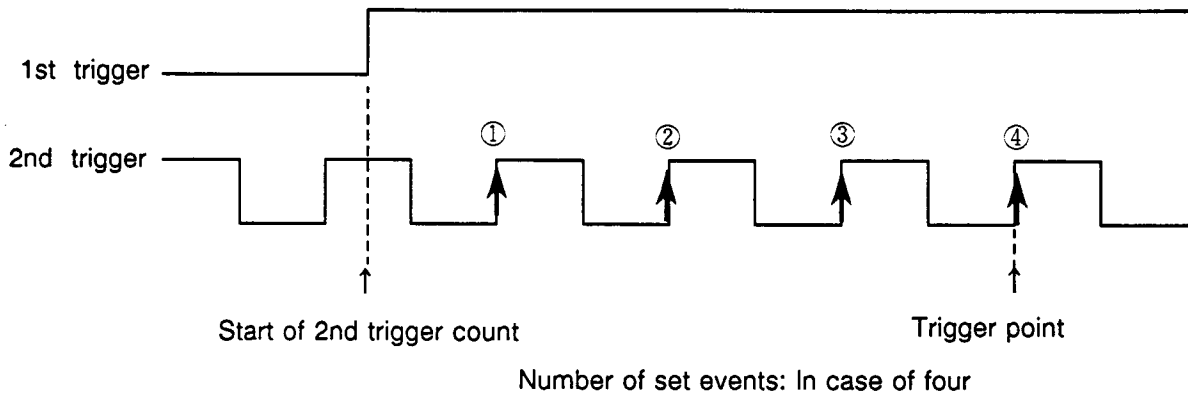 1st trigger
① ② ③ ④
2nd trigger
Start of 2nd trigger count
Trigger point
Number of set events: In case of four